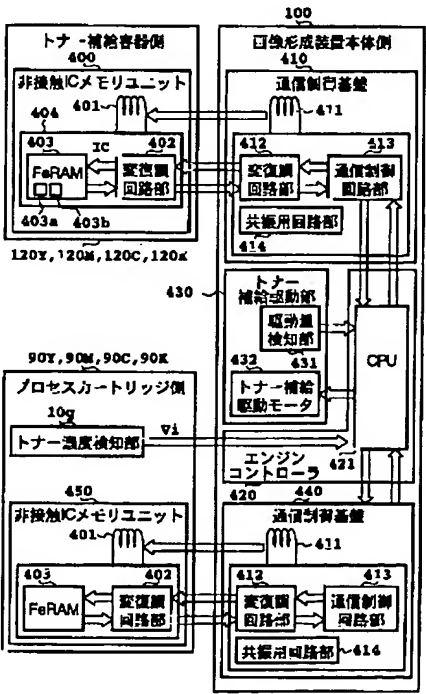 100
トナー補給容器側
画像形成装置本体側
400
410
非接触ICメモリユニット
通信制御基盤
401
411
404
403
IC
402
412
413
FeRAM
変復調
回路部
変復調
回路部
通信制御
回路部
403a
403b
共振用回路部
414
120Y,120M,120C,120K
430
トナー
補給駆動部
駆動量
検知部
432
431
トナー補給
駆動モータ
CPU
421
エンジン
コントローラ
420
90Y,90M,90C,90K
プロセスカートリッジ側
10g
トナー濃度検知部
Vi
450
440
非接触ICメモリユニット
通信制御基盤
401
411
403
402
412
413
FeRAM
変復調
回路部
変復調
回路部
通信制御
回路部
共振用回路部
414